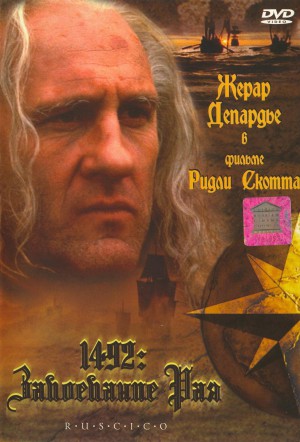 DVD
VIDEO
Жерар
Депардье
в
фильме
Ридли Скотта
1492:
Завоевание Рая
R·U·S·C·I·C·O